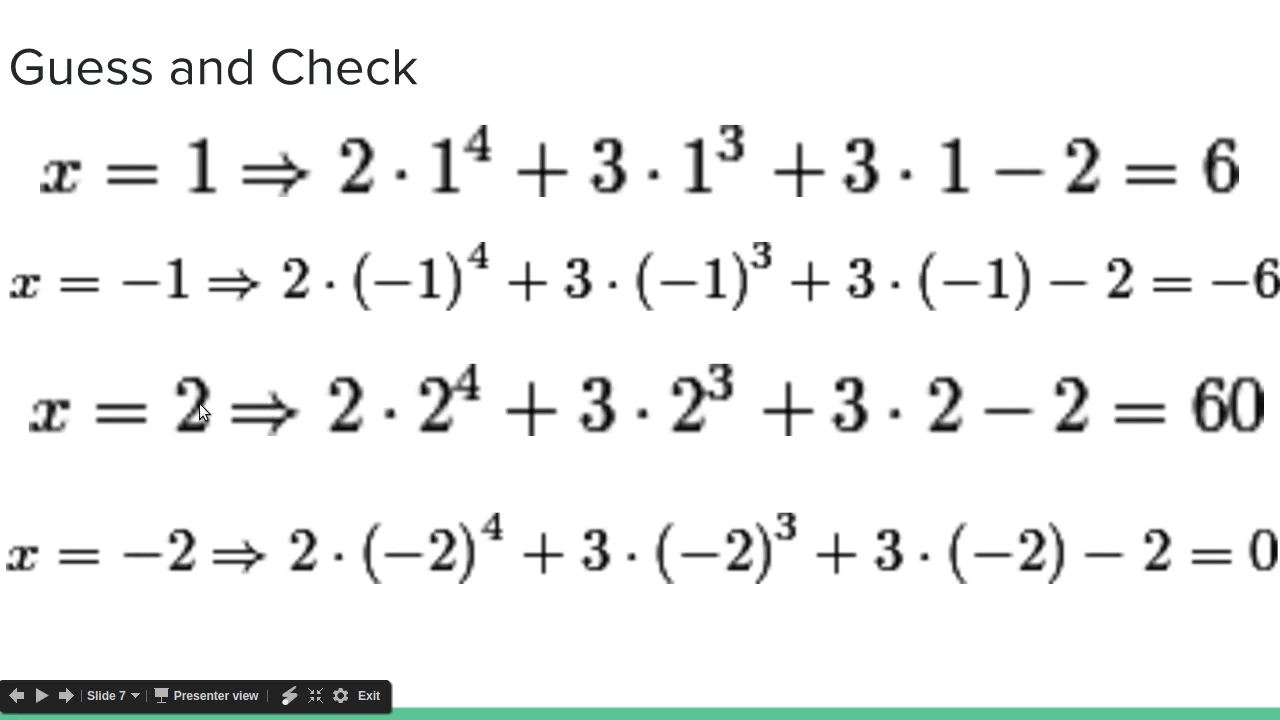 Guess and Check
x = 1 ⇒ 2 · 1⁴ + 3 · 1³ + 3 · 1 − 2 = 6
x = −1 ⇒ 2 · (−1)⁴ + 3 · (−1)³ + 3 · (−1) − 2 = −6
x = 2 ⇒ 2 · 2⁴ + 3 · 2³ + 3 · 2 − 2 = 60
x = −2 ⇒ 2 · (−2)⁴ + 3 · (−2)³ + 3 · (−2) − 2 = 0
Slide 7 Presenter view Exit